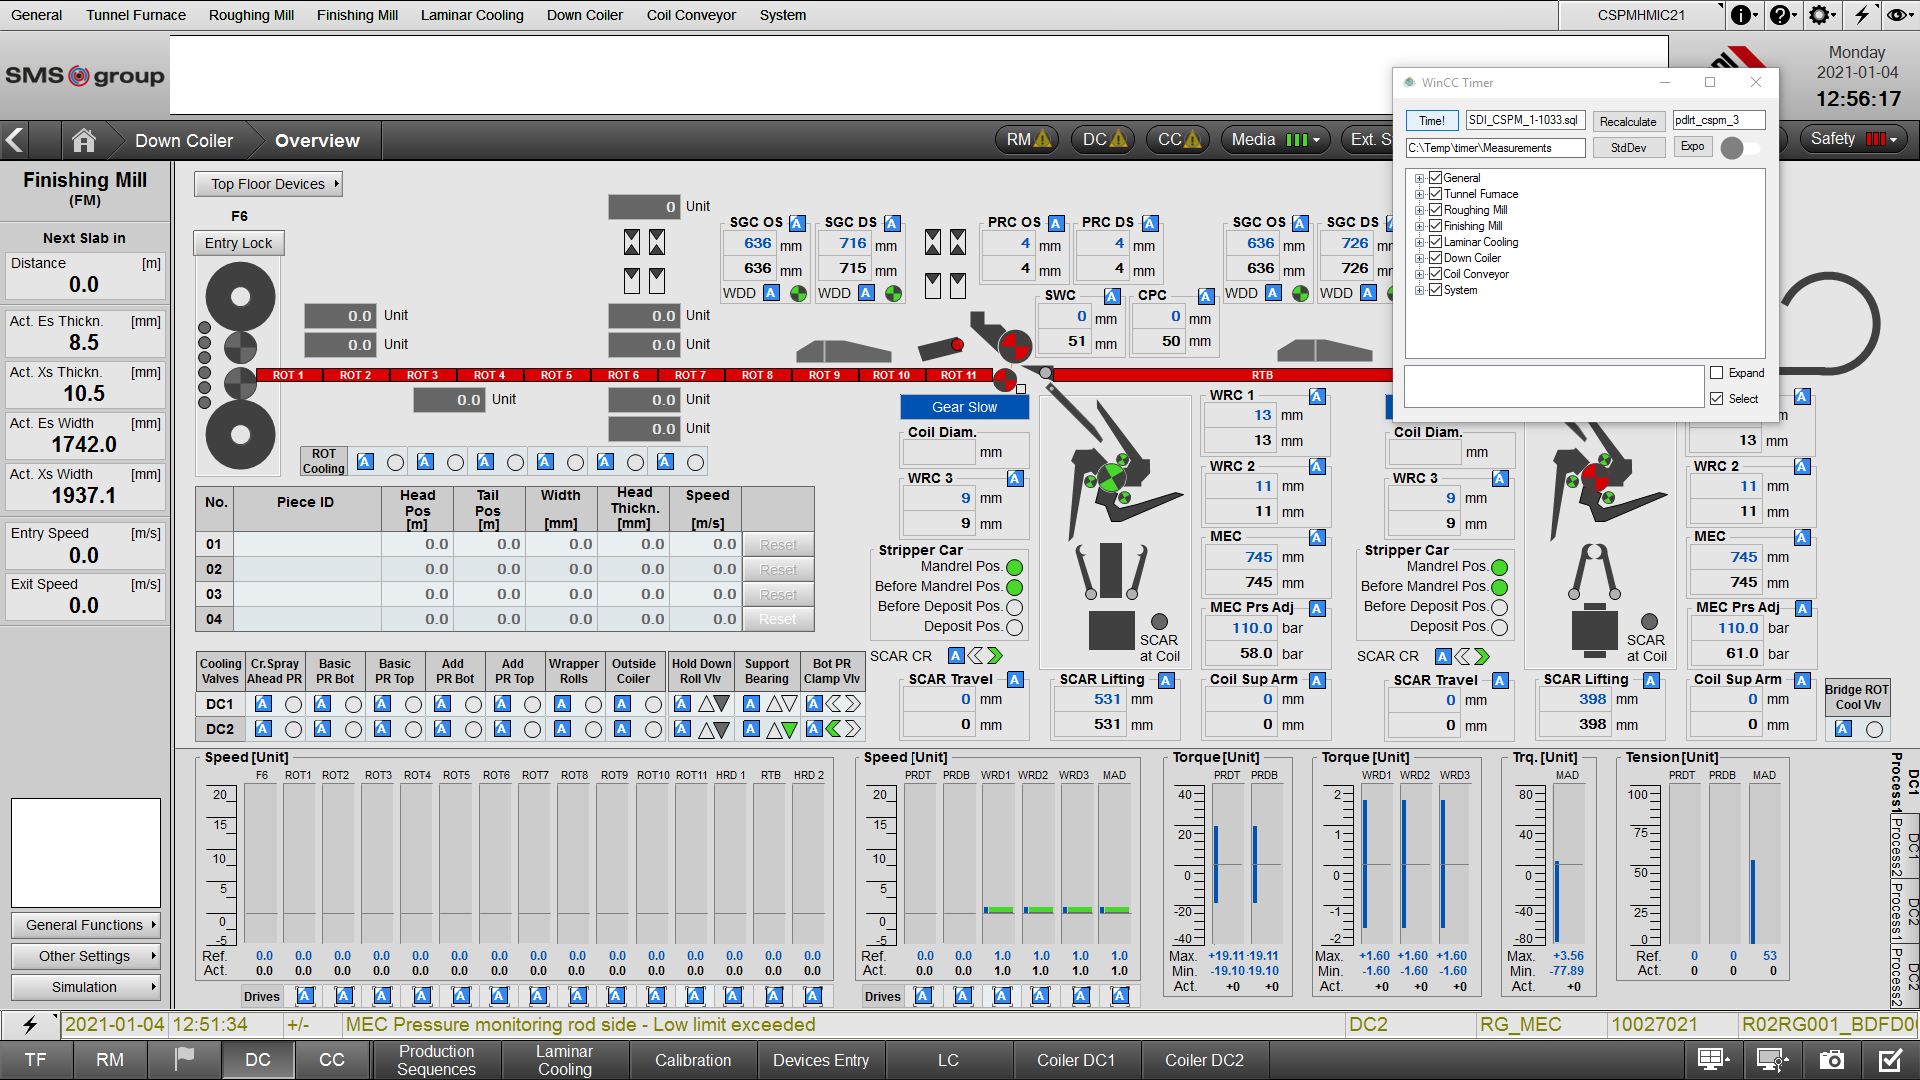 General Tunnel Furnace Roughing Mill Finishing Mill Laminar Cooling Down Coiler Coil Conveyor System CSPMHMIC21
SMS group
Monday
2021-01-04
12:56:17
Down Coiler Overview RM DC CC Media Ext. S Safety
WinCC Timer
Time! SDI_CSPM_1-1033.sql Recalculate pdlrt_cspm_3
C:\Temp\timer\Measurements StdDev Expo
General
Tunnel Furnace
Roughing Mill
Finishing Mill
Laminar Cooling
Down Coiler
Coil Conveyor
System
Expand
Select
Finishing Mill
(FM)
Next Slab in
Distance [m]
0.0
Act. Es Thickn. [mm]
8.5
Act. Xs Thickn. [mm]
10.5
Act. Es Width [mm]
1742.0
Act. Xs Width [mm]
1937.1
Entry Speed [m/s]
0.0
Exit Speed [m/s]
0.0
General Functions
Other Settings
Simulation
Top Floor Devices
F6
Entry Lock
0 Unit
0.0 Unit 0.0 Unit
0.0 Unit 0.0 Unit
SGC OS A SGC DS A PRC OS A PRC DS A SGC OS A SGC DS A
636 mm 716 mm 4 mm 4 mm 636 mm 726 mm
636 mm 715 mm 4 mm 4 mm 636 mm 726 mm
WDD A WDD A WDD A WDD A
SWC A CPC A
0 mm 0 mm
51 mm 50 mm
ROT 1 ROT 2 ROT 3 ROT 4 ROT 5 ROT 6 ROT 7 ROT 8 ROT 9 ROT 10 ROT 11 RTB
0.0 Unit 0.0 Unit
0.0 Unit
ROT
Cooling A A A A A A
No. Piece ID Head Pos [m] Tail Pos [m] Width [mm] Head Thickn. [mm] Speed [m/s]
01 0.0 0.0 0.0 0.0 0.0 Reset
02 0.0 0.0 0.0 0.0 0.0 Reset
03 0.0 0.0 0.0 0.0 0.0 Reset
04 0.0 0.0 0.0 0.0 0.0 Reset
Gear Slow
Coil Diam.
mm
WRC 3 A
9 mm
9 mm
Stripper Car
Mandrel Pos.
Before Mandrel Pos.
Before Deposit Pos.
Deposit Pos.
SCAR CR A
SCAR Travel A
0 mm
0 mm
SCAR
at Coil
SCAR Lifting A
531 mm
531 mm
WRC 1 A
13 mm
13 mm
WRC 2 A
11 mm
11 mm
MEC A
745 mm
745 mm
MEC Prs Adj A
110.0 bar
58.0 bar
Coil Sup Arm A
0 mm
0 mm
Coil Diam.
mm
WRC 3 A
9 mm
9 mm
Stripper Car
Mandrel Pos.
Before Mandrel Pos.
Before Deposit Pos.
Deposit Pos.
SCAR CR A
SCAR Travel A
0 mm
0 mm
SCAR
at Coil
SCAR Lifting A
398 mm
398 mm
A
m
13 mm
WRC 2 A
11 mm
11 mm
MEC A
745 mm
745 mm
MEC Prs Adj A
110.0 bar
61.0 bar
Coil Sup Arm A
0 mm
0 mm
Bridge ROT
Cool Vlv
A
Cooling Valves Cr.Spray Ahead PR Basic PR Bot Basic PR Top Add PR Bot Add PR Top Wrapper Rolls Outside Coiler Hold Down Roll Vlv Support Bearing Bot PR Clamp Vlv
DC1 A A A A A A A A A A
DC2 A A A A A A A A A A
Speed [Unit]
F6 ROT1 ROT2 ROT3 ROT4 ROT5 ROT6 ROT7 ROT8 ROT9 ROT10 ROT11 HRD 1 RTB HRD 2
20
15
10
5
0
-5
Ref. 0.0 0.0 0.0 0.0 0.0 0.0 0.0 0.0 0.0 0.0 0.0 0.0 0.0 0.0 0.0
Act. 0.0 0.0 0.0 0.0 0.0 0.0 0.0 0.0 0.0 0.0 0.0 0.0 0.0 0.0 0.0
Drives A A A A A A A A A A A A A A
Speed [Unit]
PRDT PRDB WRD1 WRD2 WRD3 MAD
20
15
10
5
0
-5
Ref. 0.0 0.0 1.0 1.0 1.0 1.0
Act. 0.0 0.0 1.0 1.0 1.0 1.0
Drives A A A A A A
Torque [Unit]
PRDT PRDB
40
20
0
-20
-40
Max. +19.11 -19.11
Min. -19.10 -19.10
Act. +0 +0
Torque [Unit]
WRD1 WRD2 WRD3
2
1
0
-1
-2
Max. +1.60 +1.60 +1.60
Min. -1.60 -1.60 -1.60
Act. +0 +0 +0
Trq. [Unit]
MAD
80
40
0
-40
-80
Max. +3.56
Min. -77.89
Act. +0
Tension [Unit]
PRDT PRDB MAD
100
75
50
25
0
Ref. 0 0 53
Act. 0 0 0
DC1 Process1
DC1 Process2
DC2 Process1
DC2 Process2
2021-01-04 12:51:34 +/- MEC Pressure monitoring rod side - Low limit exceeded DC2 RG_MEC 10027021 R02RG001_BDFD0
TF RM DC CC Production Sequences Laminar Cooling Calibration Devices Entry LC Coiler DC1 Coiler DC2